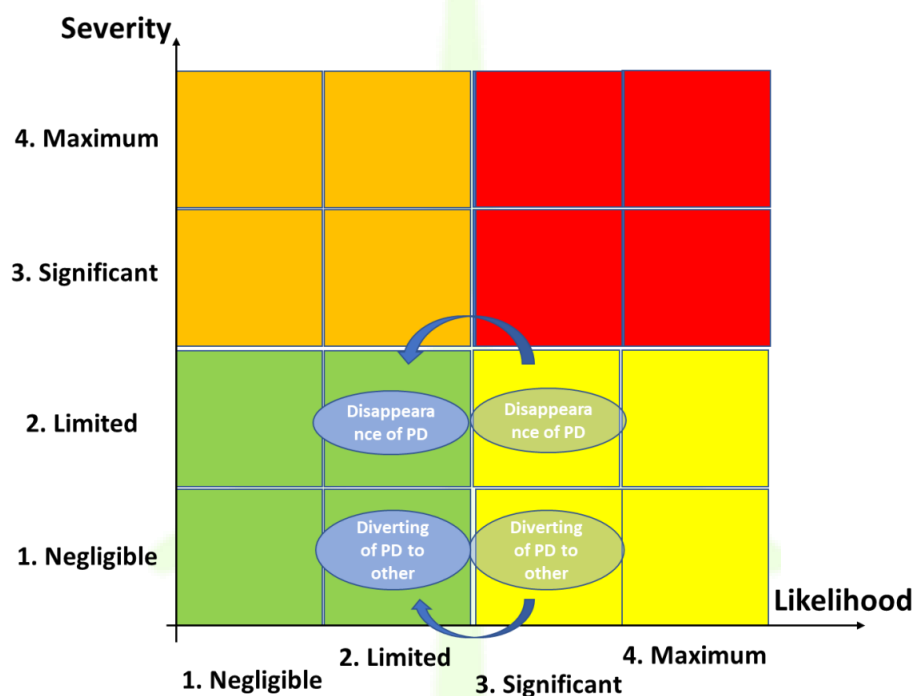 Severity
4. Maximum
3. Significant
2. Limited
Disappeara
nce of PD
Disappeara
nce of PD
1. Negligible
Diverting
of PD to
other
Diverting
of PD to
other
Likelihood
1. Negligible
2. Limited
3. Significant
4. Maximum